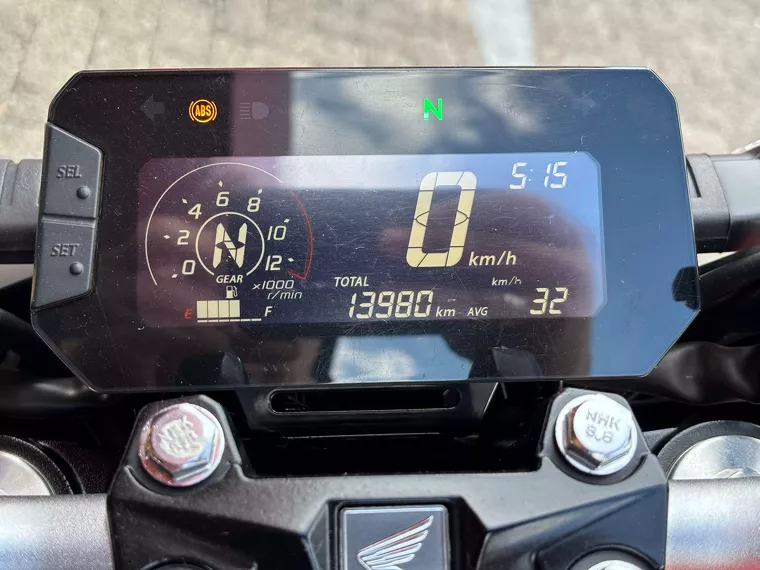 ABS
N
SEL
SET
5:15
0
km/h
0 2 4 6 8 10 12
N
GEAR
×1000
r/min
E F
TOTAL
13980 km
km/h
AVG 32
NHK
8.8